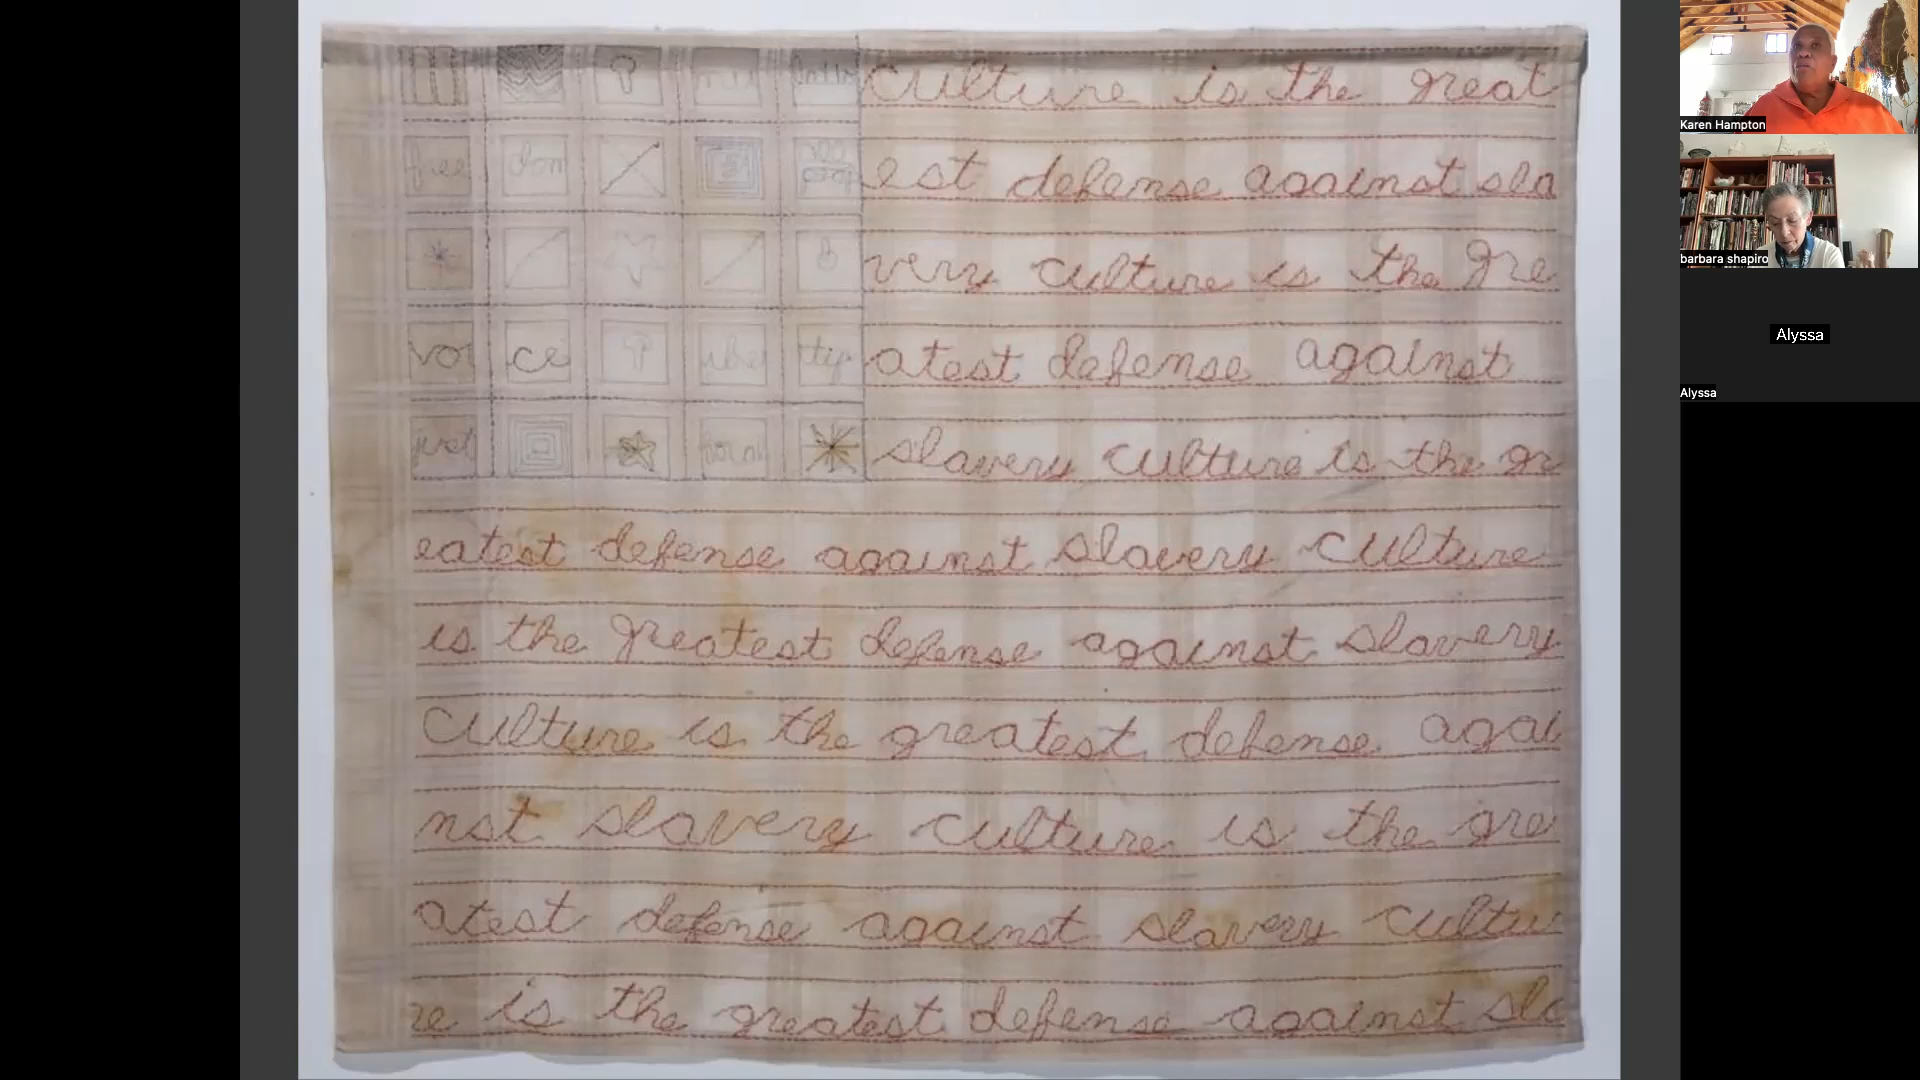 culture is the great
est defense against sla
very culture is the gre
atest defense against
slavery culture is the gr
eatest defense against slavery culture
is the greatest defense against slavery
culture is the greatest defense agai
nst slavery culture is the gre
atest defense against slavery cultu
re is the greatest defense against sla
free dom
voi ce
just
Karen Hampton
barbara shapiro
Alyssa
Alyssa